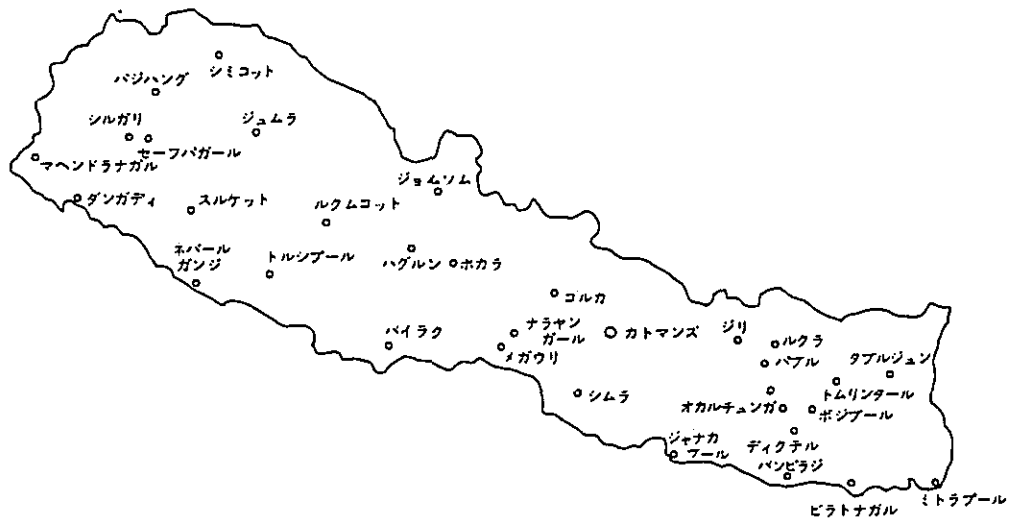 シミコット
バジハング
シルガリ
ジュムラ
セーフバガール
マヘンドラナガル
ジョムソム
ダンガディ
スルケット
ルクムコット
ネパール
ガンジ
トルシプール
ハグルン
ポカラ
ゴルカ
バイラク
ナラヤン
ガール
カトマンズ
ジリ
ルクラ
メガウリ
パプル
タプルジュン
シムラ
トムリンタール
オカルチュンガ
ボジプール
ジャナカ
プール
ディクテル
バンビラジ
ビラトナガル
ミトラプール